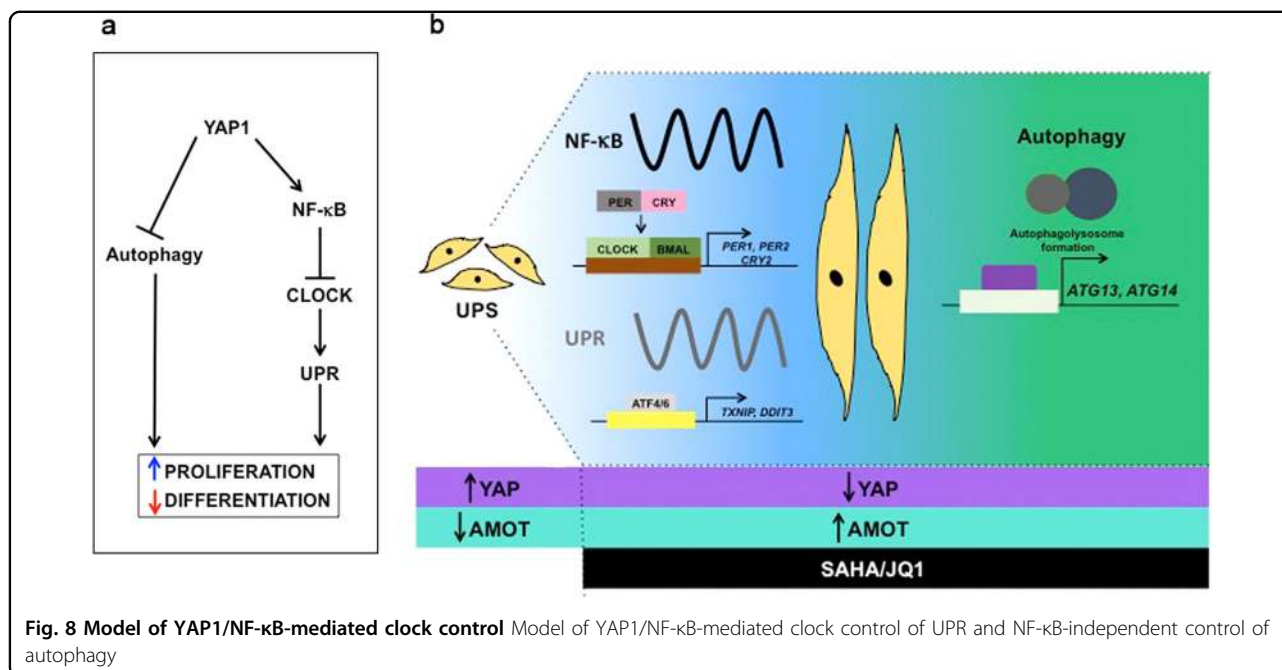 a
YAP1
NF-κB
Autophagy
CLOCK
UPR
PROLIFERATION
DIFFERENTIATION
b
UPS
NF-κB
PER CRY
CLOCK BMAL
PER1, PER2
CRY2
UPR
ATF4/6
TXNIP, DDIT3
Autophagy
Autophagolysosome
formation
ATG13, ATG14
↑YAP ↓YAP
↓AMOT ↑AMOT
SAHA/JQ1
Fig. 8 Model of YAP1/NF-κB-mediated clock control Model of YAP1/NF-κB-mediated clock control of UPR and NF-κB-independent control of
autophagy